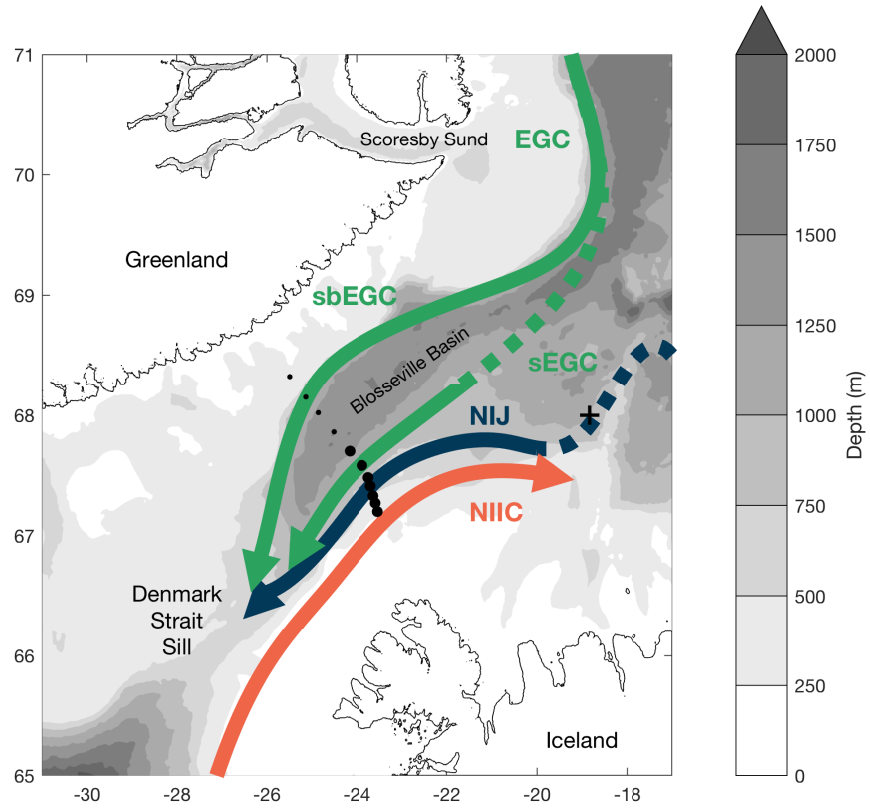 71
70
69
68
67
66
65
-30
-28
-26
-24
-22
-20
-18
Scoresby Sund
EGC
Greenland
sbEGC
Blosseville Basin
sEGC
NIJ
NIIC
Denmark
Strait
Sill
Iceland
2000
1750
1500
1250
1000
750
500
250
0
Depth (m)